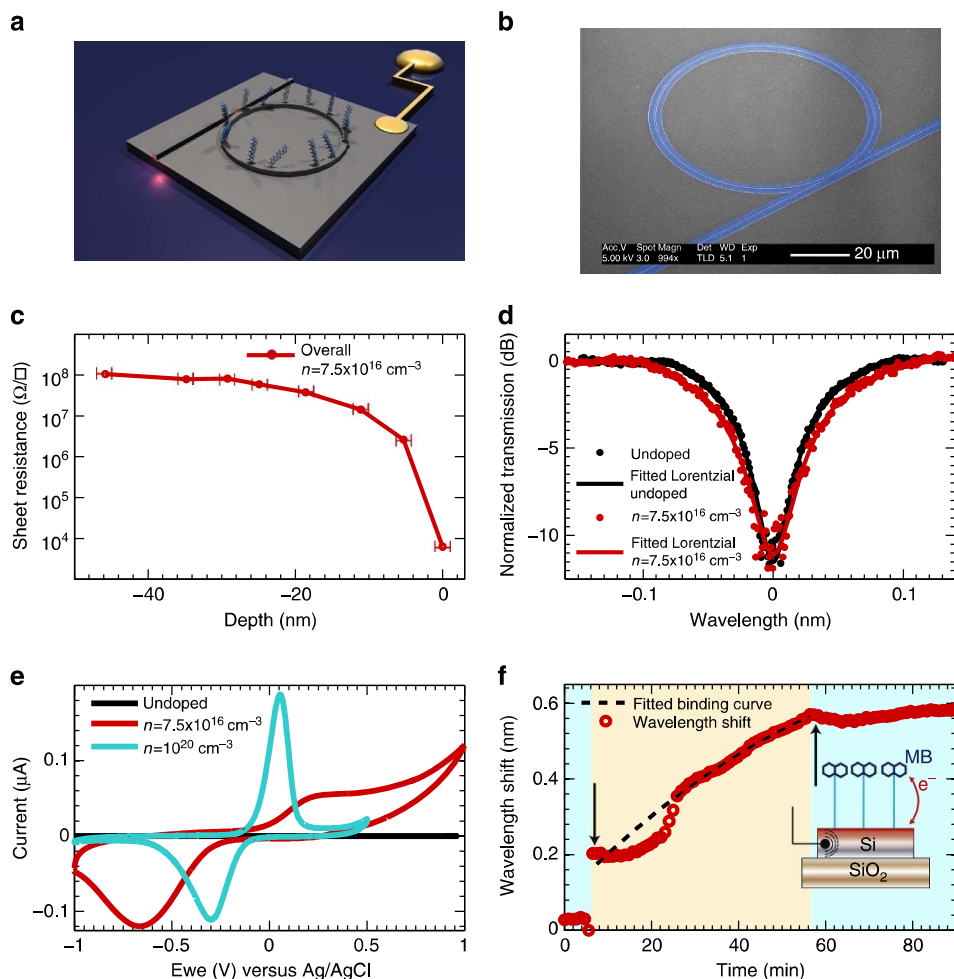 a
b
Acc.V Spot Magn Det WD Exp
5.00 kV 3.0 994x TLD 5.1 1
20 μm
c
Overall
n=7.5x10¹⁶ cm⁻³
Sheet resistance (Ω/□)
10⁸
10⁷
10⁶
10⁵
10⁴
−40 −20 0
Depth (nm)
d
Normalized transmission (dB)
0
−5
−10
Undoped
Fitted Lorentzial
undoped
n=7.5x10¹⁶ cm⁻³
Fitted Lorentzial
n=7.5x10¹⁶ cm⁻³
−0.1 0 0.1
Wavelength (nm)
e
Undoped
n=7.5x10¹⁶ cm⁻³
n=10²⁰ cm⁻³
Current (μA)
0.1
0
−0.1
−1 −0.5 0 0.5 1
Ewe (V) versus Ag/AgCl
f
Fitted binding curve
Wavelength shift
Wavelength shift (nm)
0.6
0.4
0.2
0
MB
e⁻
Si
SiO₂
0 20 40 60 80
Time (min)